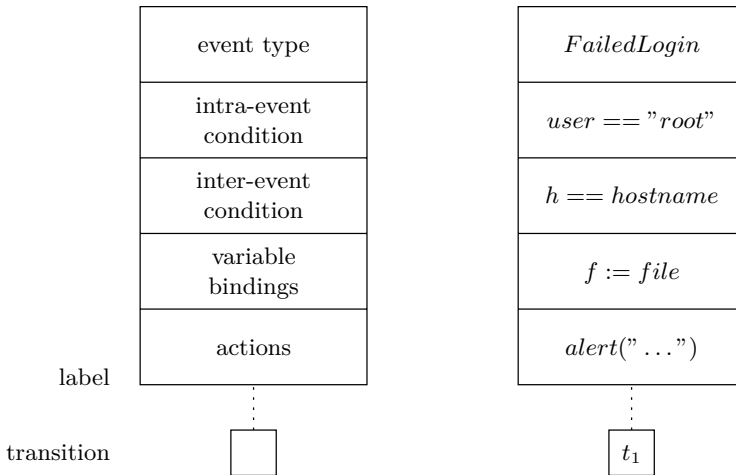 event type
FailedLogin
intra-event
condition
user == "root"
inter-event
condition
h == hostname
variable
bindings
f := file
actions
alert("...")
label
transition
t₁